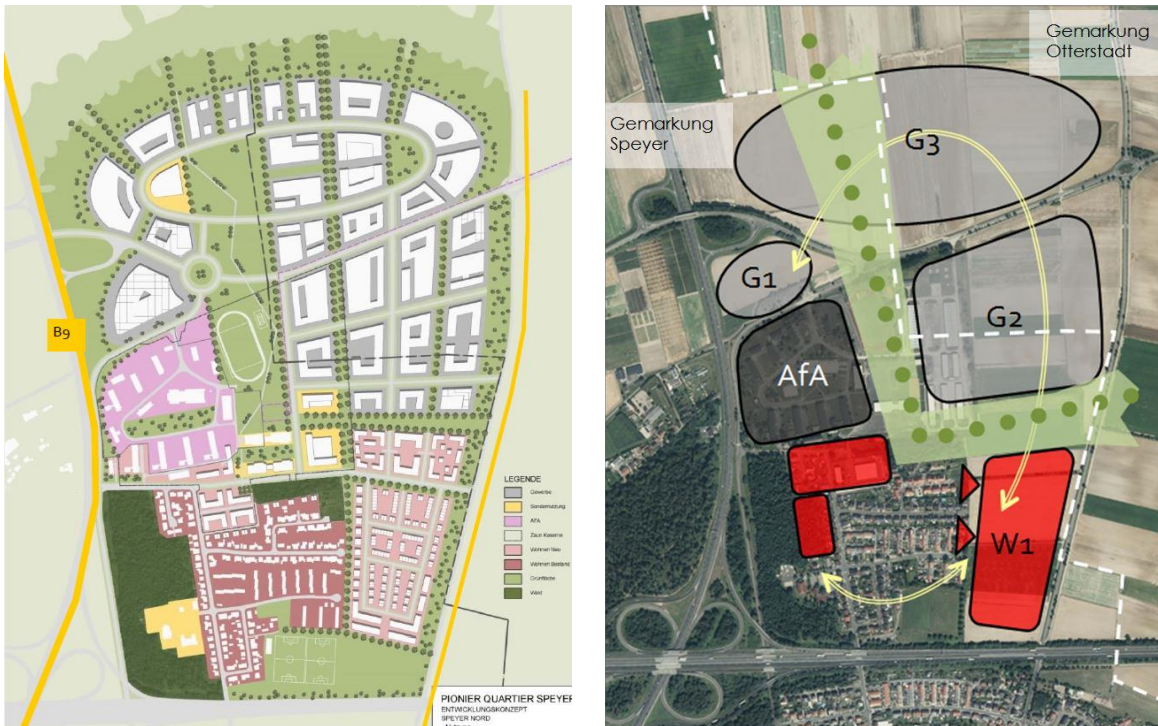 B9
LEGENDE
Gewerbe
Sondernutzung
AfA
Zaun Kaserne
Wohnen Neu
Wohnen Bestand
Grünfläche
Wald
PIONIER QUARTIER SPEYER
ENTWICKLUNGSKONZEPT
SPEYER NORD
Gemarkung
Otterstadt
Gemarkung
Speyer
G3
G1
G2
AfA
W1